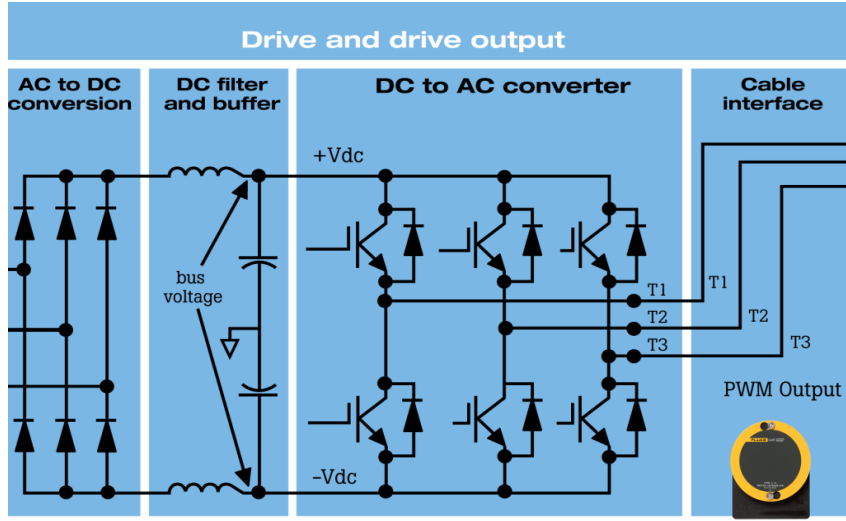 Drive and drive output
AC to DC
conversion
DC filter
and buffer
DC to AC converter
Cable
interface
+Vdc
bus
voltage
T1
T1
T2
T2
T3
T3
PWM Output
–Vdc
FLUKE